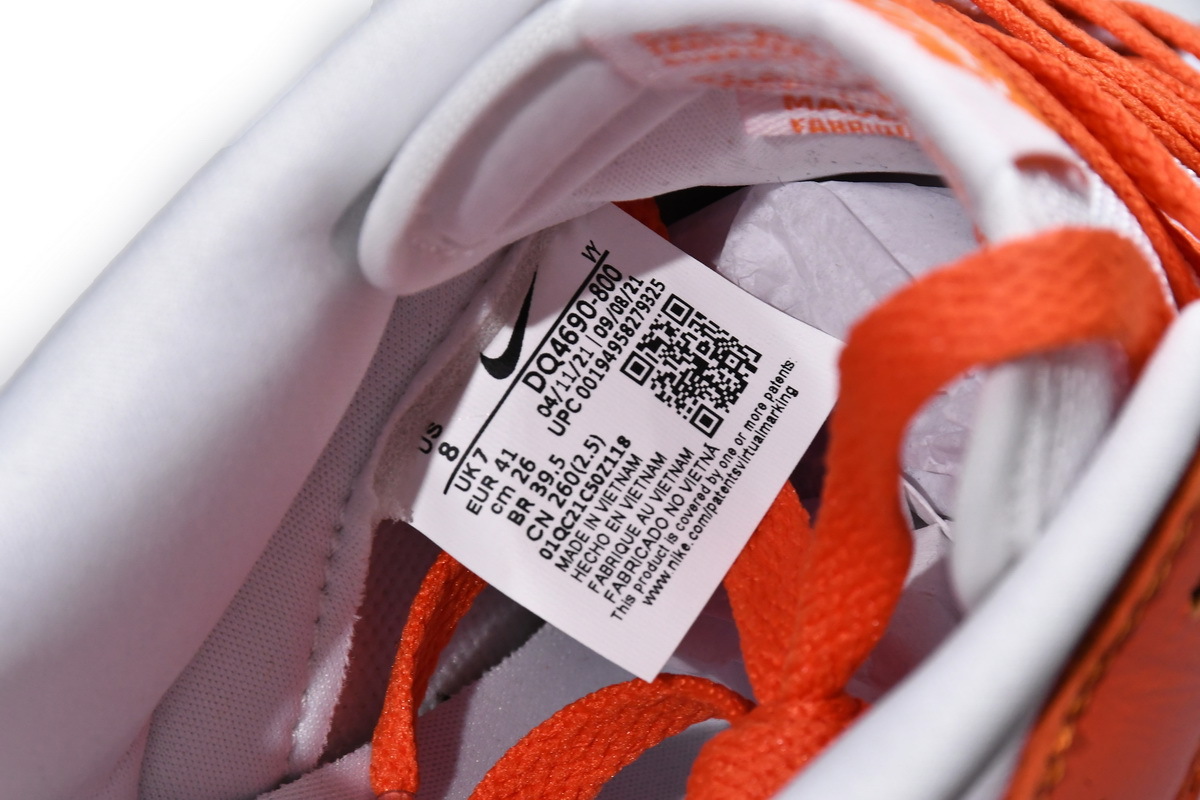 US
8
VY
UK 7
EUR 41
cm 26
BR 39.5
CN 260(2.5)
01QC21C50Z1118
DQ4690-800
04/11/21 | 09/08/21
UPC 00194958279325
MADE IN VIETNAM
HECHO EN VIETNAM
FABRIQUE AU VIETNAM
FABRICADO NO VIETNÃ
This product is covered by one or more patents:
www.nike.com/patentsvirtualmarking